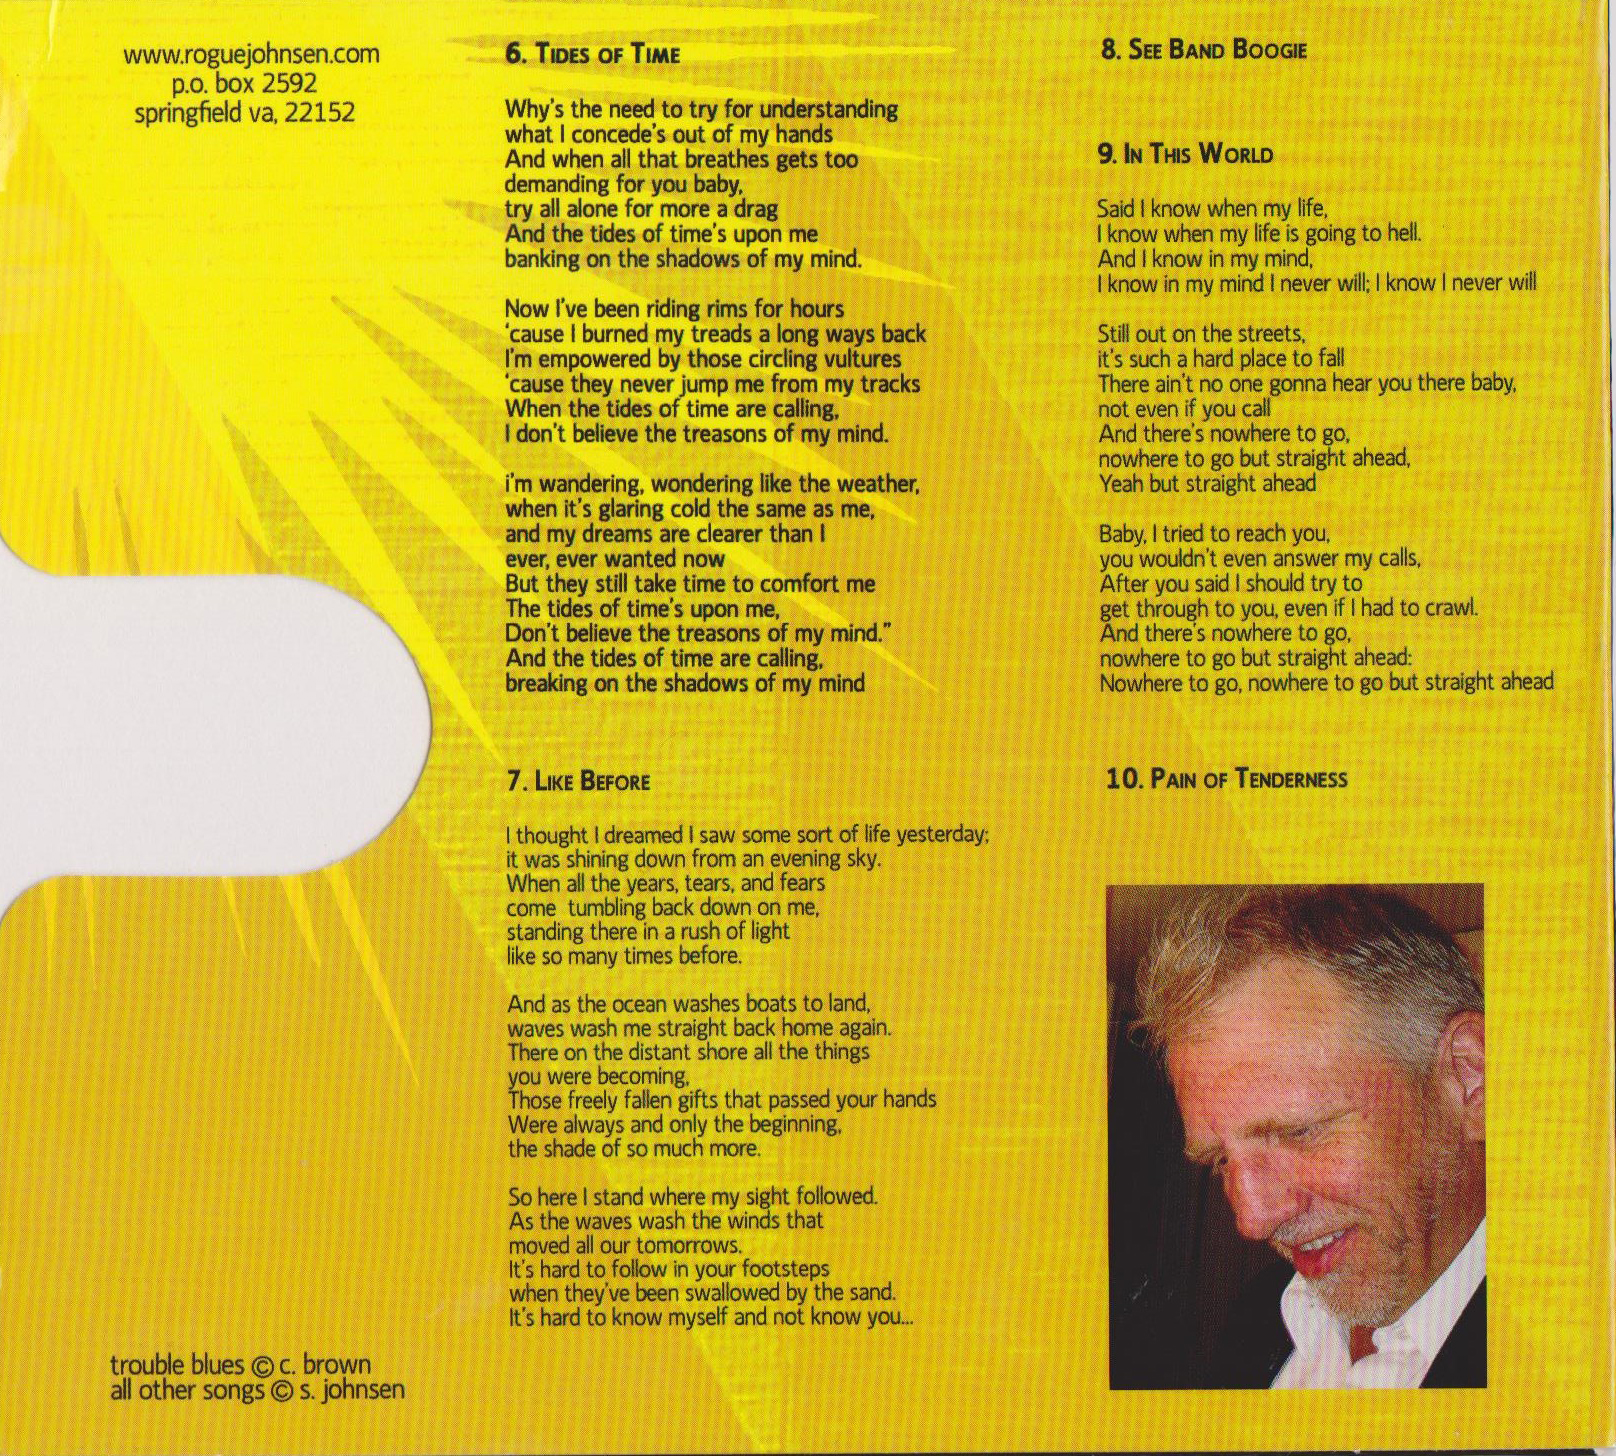 www.roguejohnsen.com
p.o. box 2592
springfield va, 22152
6. Tides of Time
Why's the need to try for understanding
what I concede's out of my hands
And when all that breathes gets too
demanding for you baby,
try all alone for more a drag
And the tides of time's upon me
banking on the shadows of my mind.
Now I've been riding rims for hours
'cause I burned my treads a long ways back
I'm empowered by those circling vultures
'cause they never jump me from my tracks
When the tides of time are calling,
I don't believe the treasons of my mind.
i'm wandering, wondering like the weather,
when it's glaring cold the same as me,
and my dreams are clearer than I
ever, ever wanted now
But they still take time to comfort me
The tides of time's upon me,
Don't believe the treasons of my mind."
And the tides of time are calling,
breaking on the shadows of my mind
7. Like Before
I thought I dreamed I saw some sort of life yesterday;
it was shining down from an evening sky.
When all the years, tears, and fears
come  tumbling back down on me,
standing there in a rush of light
like so many times before.
And as the ocean washes boats to land,
waves wash me straight back home again.
There on the distant shore all the things
you were becoming,
Those freely fallen gifts that passed your hands
Were always and only the beginning,
the shade of so much more.
So here I stand where my sight followed.
As the waves wash the winds that
moved all our tomorrows.
It's hard to follow in your footsteps
when they've been swallowed by the sand.
It's hard to know myself and not know you...
8. See Band Boogie
9. In This World
Said I know when my life,
I know when my life is going to hell.
And I know in my mind,
I know in my mind I never will; I know I never will
Still out on the streets,
it's such a hard place to fall
There ain't no one gonna hear you there baby,
not even if you call
And there's nowhere to go,
nowhere to go but straight ahead,
Yeah but straight ahead
Baby, I tried to reach you,
you wouldn't even answer my calls,
After you said I should try to
get through to you, even if I had to crawl.
And there's nowhere to go,
nowhere to go but straight ahead:
Nowhere to go, nowhere to go but straight ahead
10. Pain of Tenderness
trouble blues © c. brown
all other songs © s. johnsen